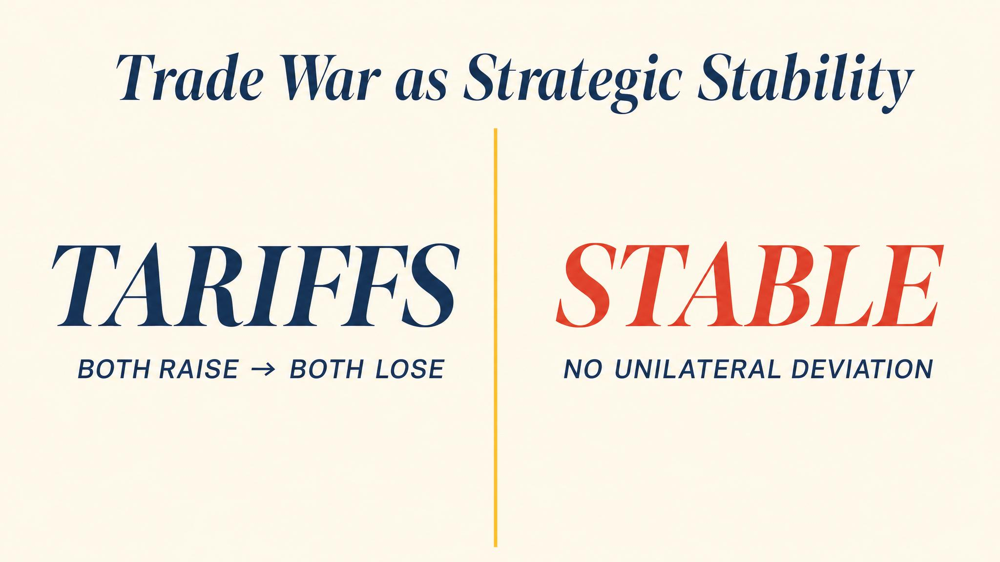 Trade War as Strategic Stability
TARIFFS
BOTH RAISE → BOTH LOSE
STABLE
NO UNILATERAL DEVIATION